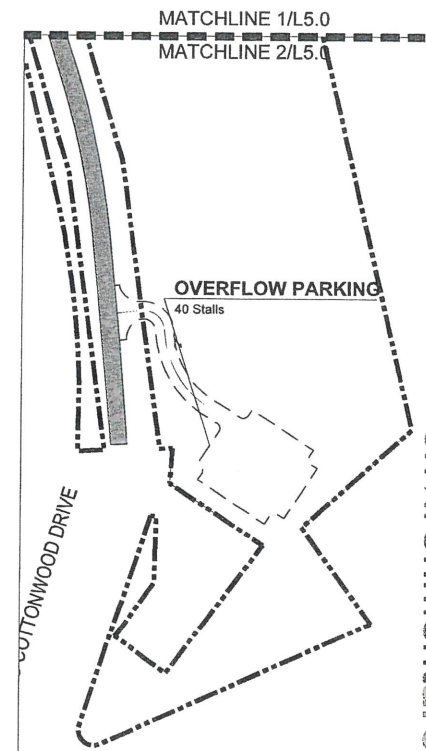 MATCHLINE 1/L5.0
MATCHLINE 2/L5.0
OVERFLOW PARKING
40 Stalls
COTTONWOOD DRIVE